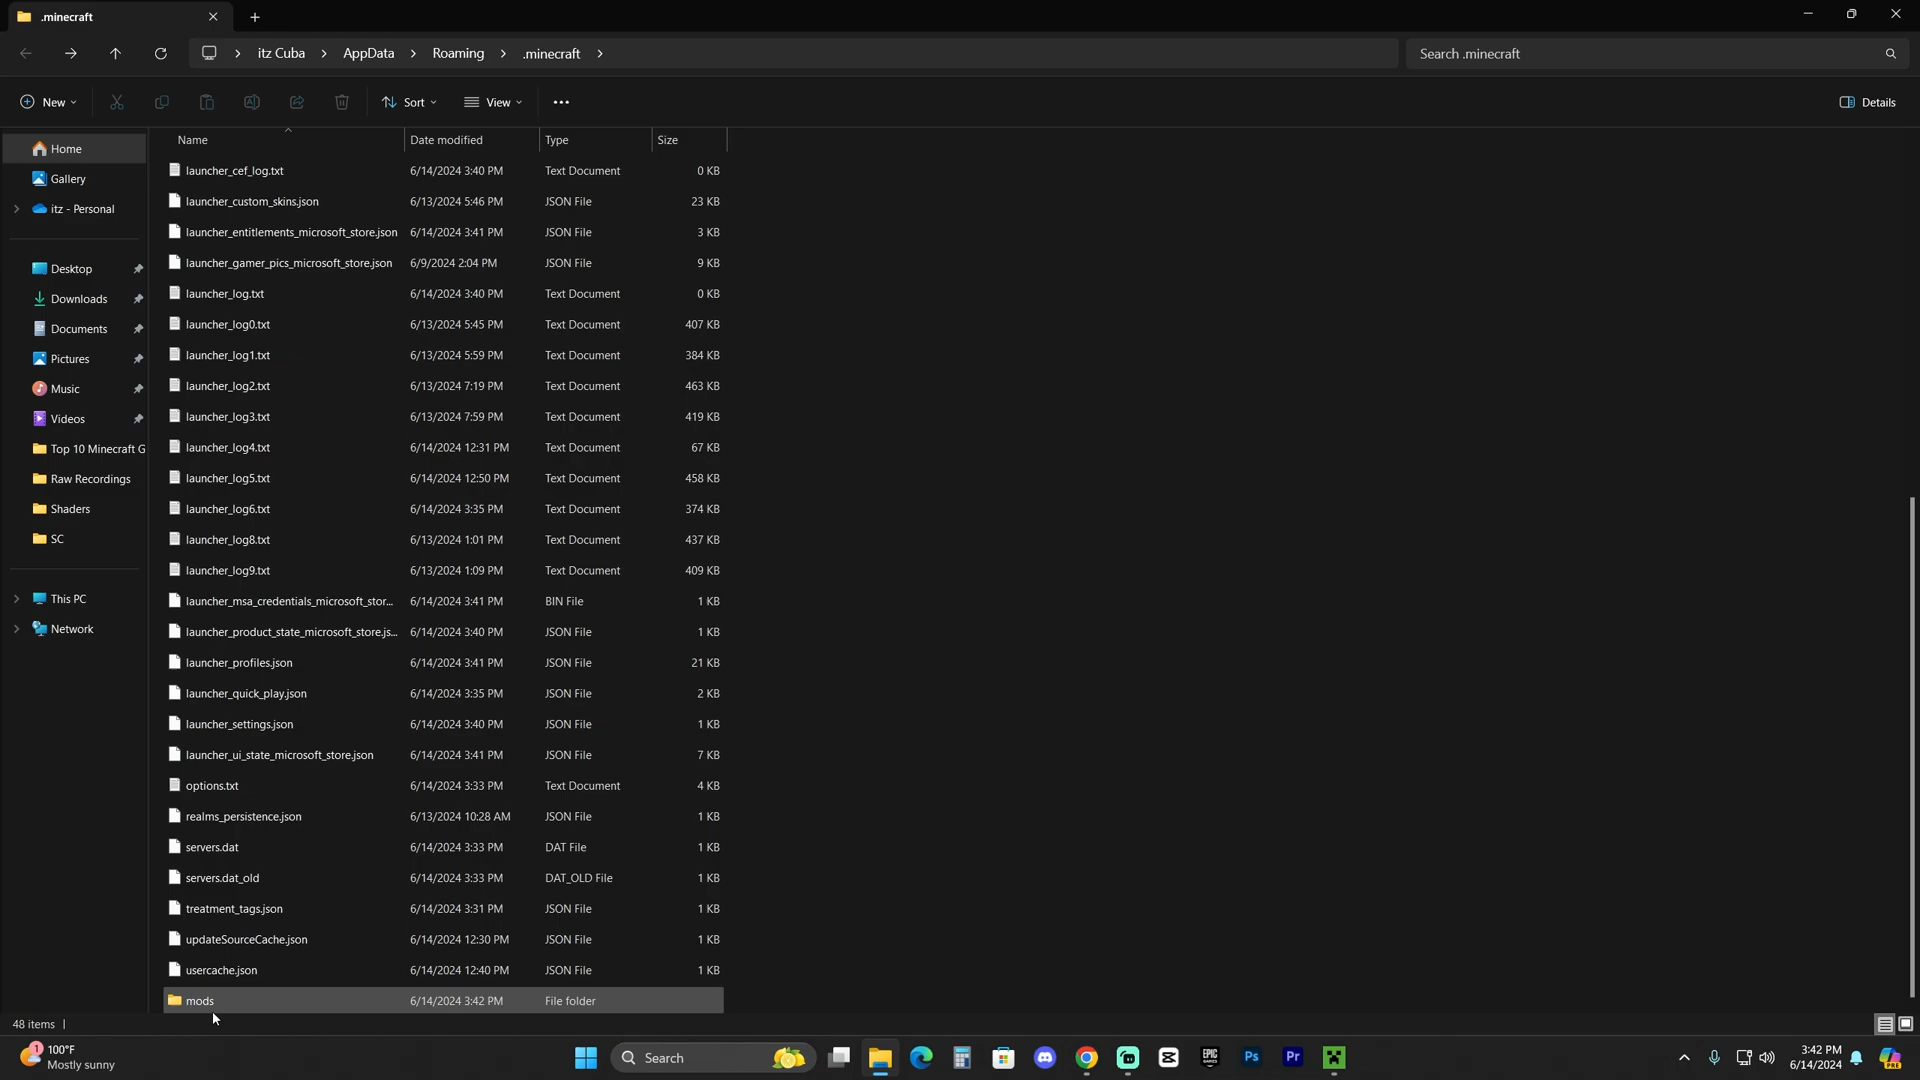 .minecraft
itz Cuba > AppData > Roaming > .minecraft >
Search .minecraft
New
Sort
View
Details
Name Date modified Type Size
Home
Gallery
itz - Personal
Desktop
Downloads
Documents
Pictures
Music
Videos
Top 10 Minecraft G
Raw Recordings
Shaders
SC
This PC
Network
launcher_cef_log.txt 6/14/2024 3:40 PM Text Document 0 KB
launcher_custom_skins.json 6/13/2024 5:46 PM JSON File 23 KB
launcher_entitlements_microsoft_store.json 6/14/2024 3:41 PM JSON File 3 KB
launcher_gamer_pics_microsoft_store.json 6/9/2024 2:04 PM JSON File 9 KB
launcher_log.txt 6/14/2024 3:40 PM Text Document 0 KB
launcher_log0.txt 6/13/2024 5:45 PM Text Document 407 KB
launcher_log1.txt 6/13/2024 5:59 PM Text Document 384 KB
launcher_log2.txt 6/13/2024 7:19 PM Text Document 463 KB
launcher_log3.txt 6/13/2024 7:59 PM Text Document 419 KB
launcher_log4.txt 6/14/2024 12:31 PM Text Document 67 KB
launcher_log5.txt 6/14/2024 12:50 PM Text Document 458 KB
launcher_log6.txt 6/14/2024 3:35 PM Text Document 374 KB
launcher_log8.txt 6/13/2024 1:01 PM Text Document 437 KB
launcher_log9.txt 6/13/2024 1:09 PM Text Document 409 KB
launcher_msa_credentials_microsoft_stor... 6/14/2024 3:41 PM BIN File 1 KB
launcher_product_state_microsoft_store.js... 6/14/2024 3:40 PM JSON File 1 KB
launcher_profiles.json 6/14/2024 3:41 PM JSON File 21 KB
launcher_quick_play.json 6/14/2024 3:35 PM JSON File 2 KB
launcher_settings.json 6/14/2024 3:40 PM JSON File 1 KB
launcher_ui_state_microsoft_store.json 6/14/2024 3:41 PM JSON File 7 KB
options.txt 6/14/2024 3:33 PM Text Document 4 KB
realms_persistence.json 6/13/2024 10:28 AM JSON File 1 KB
servers.dat 6/14/2024 3:33 PM DAT File 1 KB
servers.dat_old 6/14/2024 3:33 PM DAT_OLD File 1 KB
treatment_tags.json 6/14/2024 3:31 PM JSON File 1 KB
updateSourceCache.json 6/14/2024 12:30 PM JSON File 1 KB
usercache.json 6/14/2024 12:40 PM JSON File 1 KB
mods 6/14/2024 3:42 PM File folder
48 items
1
100°F
Mostly sunny
Search
EPIC GAMES
Ps
Pr
3:42 PM
6/14/2024
PRE